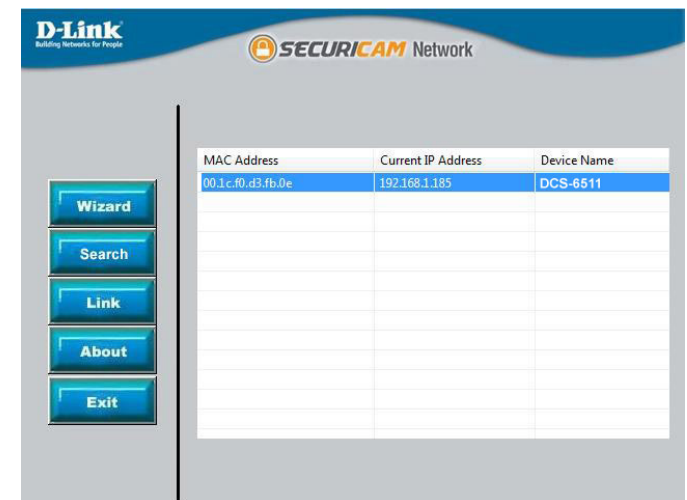 D-Link
Building Networks for People
SECURICAM Network
MAC Address Current IP Address Device Name
00.1c.f0.d3.fb.0e 192.168.1.185 DCS-6511
Wizard
Search
Link
About
Exit